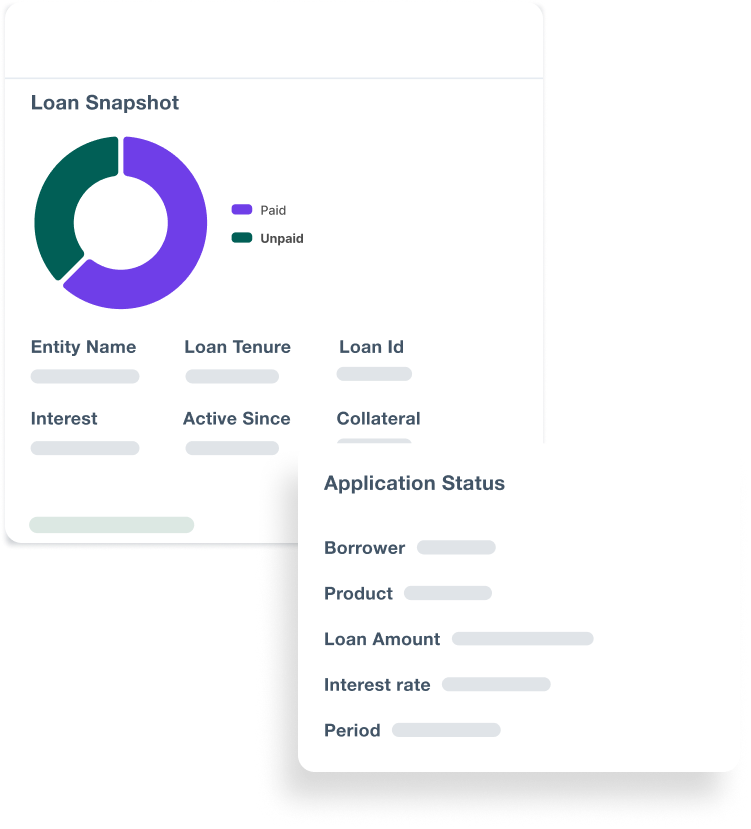 Loan Snapshot
Paid
Unpaid
Entity Name Loan Tenure Loan Id
Interest Active Since Collateral
Application Status
Borrower
Product
Loan Amount
Interest rate
Period